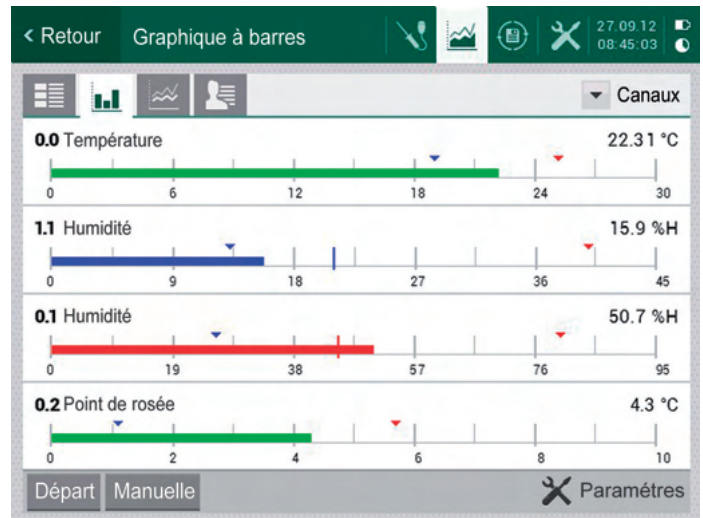 < Retour Graphique à barres 27.09.12
08:45:03
Canaux
0.0 Température 22.31 °C
0 6 12 18 24 30
1.1 Humidité 15.9 %H
0 9 18 27 36 45
0.1 Humidité 50.7 %H
0 19 38 57 76 95
0.2 Point de rosée 4.3 °C
0 2 4 6 8 10
Départ Manuelle Paramétres